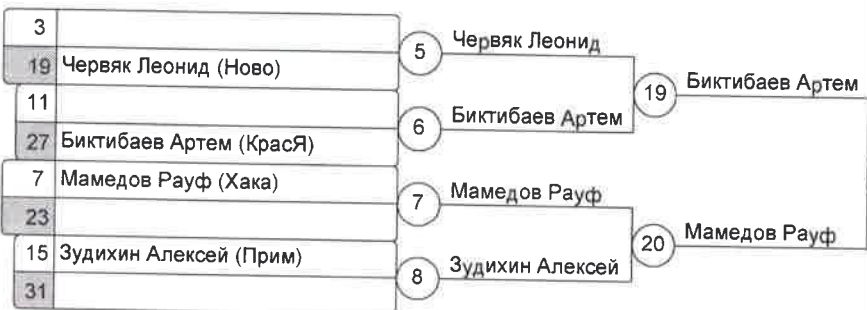 3
19 Червяк Леонид (Ново)
11
27 Биктибаев Артем (КрасЯ)
7 Мамедов Рауф (Хака)
23
15 Зудихин Алексей (Прим)
31
5 Червяк Леонид
6 Биктибаев Артем
7 Мамедов Рауф
8 Зудихин Алексей
19 Биктибаев Артем
20 Мамедов Рауф